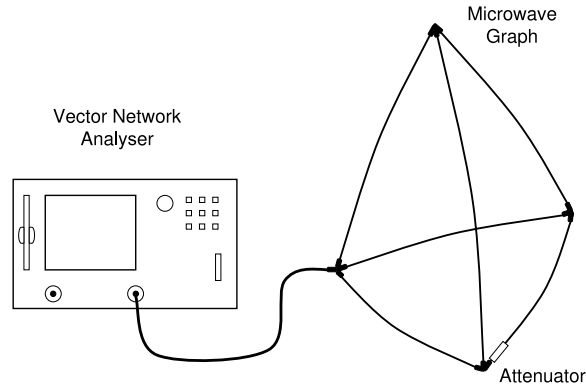 Microwave
Graph
Vector Network
Analyser
Attenuator